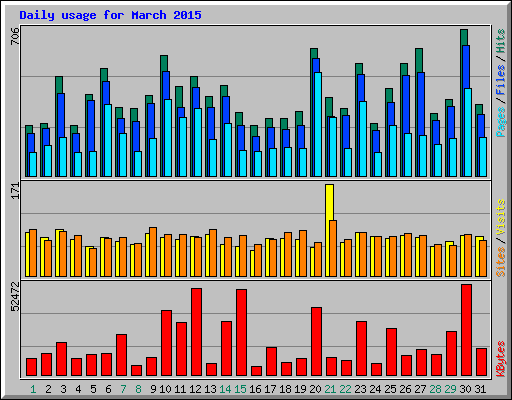 Daily usage for March 2015
706
Pages / Files / Hits
171
Sites / Visits
52472
KBytes
1 2 3 4 5 6 7 8 9 10 11 12 13 14 15 16 17 18 19 20 21 22 23 24 25 26 27 28 29 30 31